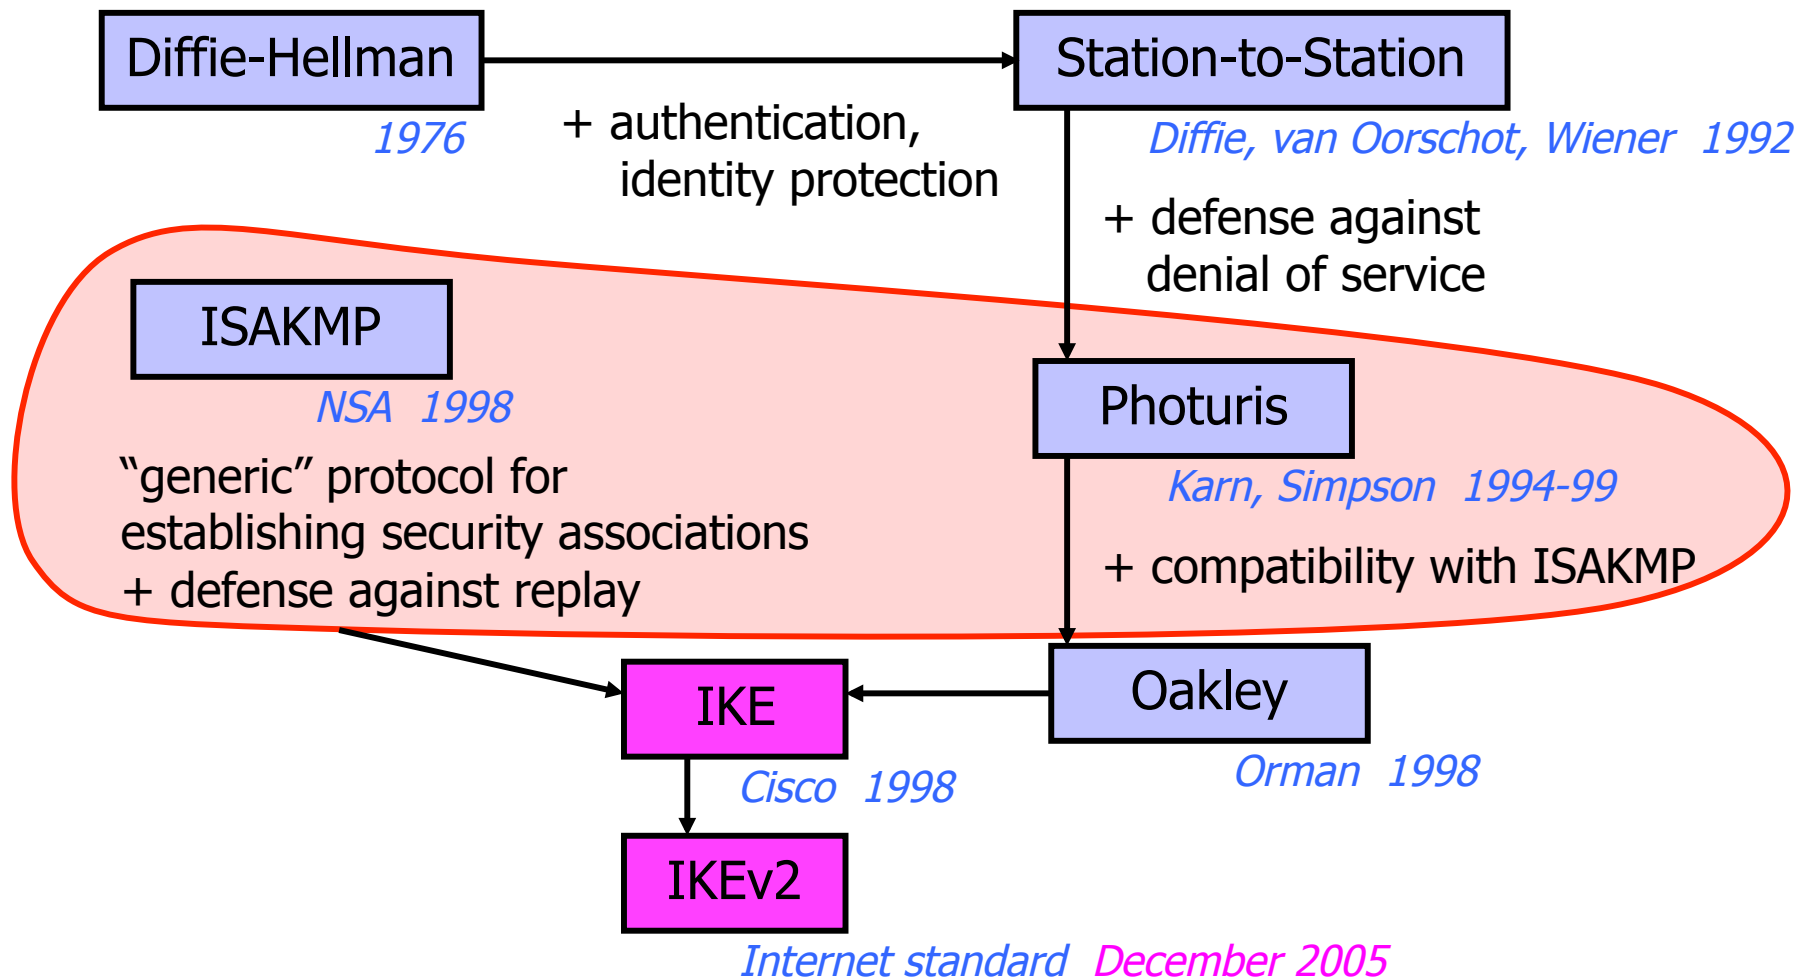 Diffie-Hellman
1976
+ authentication,
identity protection
Station-to-Station
Diffie, van Oorschot, Wiener 1992
+ defense against
denial of service
ISAKMP
NSA 1998
“generic” protocol for
establishing security associations
+ defense against replay
Photuris
Karn, Simpson 1994-99
+ compatibility with ISAKMP
Oakley
Orman 1998
IKE
Cisco 1998
IKEv2
Internet standard December 2005